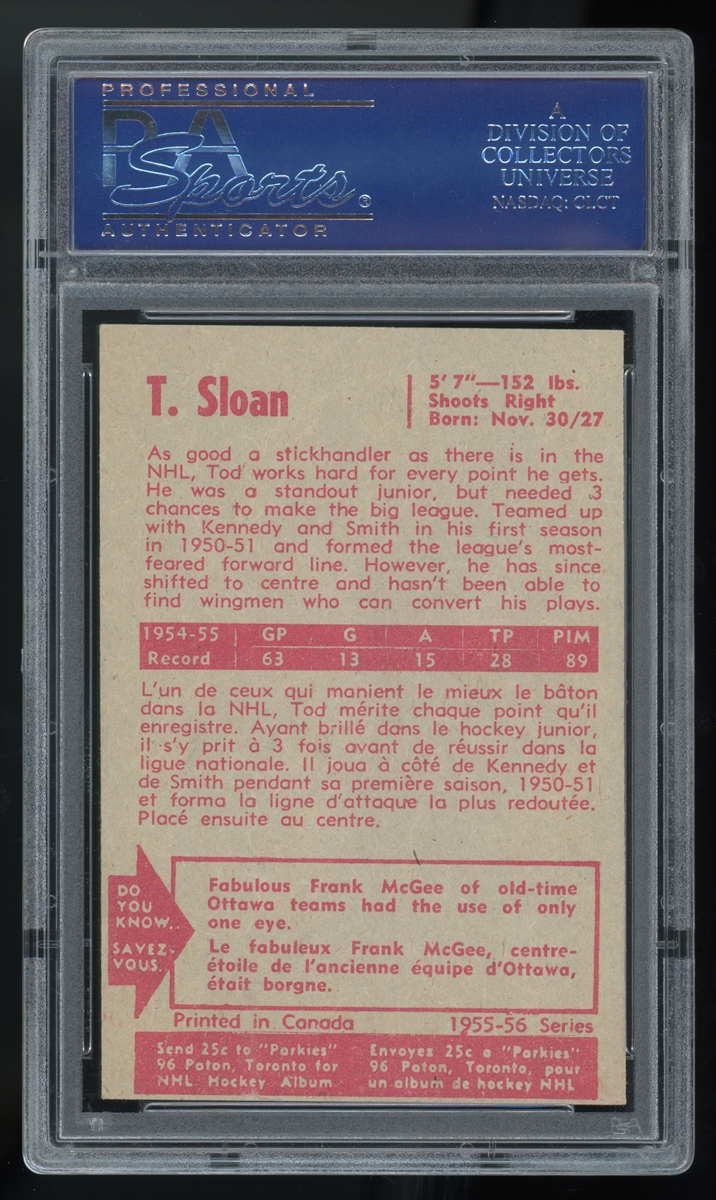 PROFESSIONAL
PSA
Sports®
AUTHENTICATOR
A
DIVISION OF
COLLECTORS
UNIVERSE
NASDAQ: CLCT
T. Sloan
5' 7"—152 lbs.
Shoots Right
Born: Nov. 30/27
As good a stickhandler as there is in the
NHL, Tod works hard for every point he gets.
He was a standout junior, but needed 3
chances to make the big league. Teamed up
with Kennedy and Smith in his first season
in 1950-51 and formed the league's most-
feared forward line. However, he has since
shifted to centre and hasn't been able to
find wingmen who can convert his plays.
1954-55 GP G A TP PIM
Record 63 13 15 28 89
L'un de ceux qui manient le mieux le bâton
dans la NHL, Tod mérite chaque point qu'il
enregistre. Ayant brillé dans le hockey junior,
il s'y prit à 3 fois avant de réussir dans la
ligue nationale. Il joua à côté de Kennedy et
de Smith pendant sa première saison, 1950-51
et forma la ligne d'attaque la plus redoutée.
Placé ensuite au centre.
DO
YOU
KNOW..
SAVEZ-
VOUS..
Fabulous Frank McGee of old-time
Ottawa teams had the use of only
one eye.
Le fabuleux Frank McGee, centre-
étoile de l'ancienne équipe d'Ottawa,
était borgne.
Printed in Canada 1955-56 Series
Send 25c to "Parkies"
96 Paton, Toronto for
NHL Hockey Album
Envoyez 25c a "Parkies"
96 Paton, Toronto, pour
un album de hockey NHL
PSA